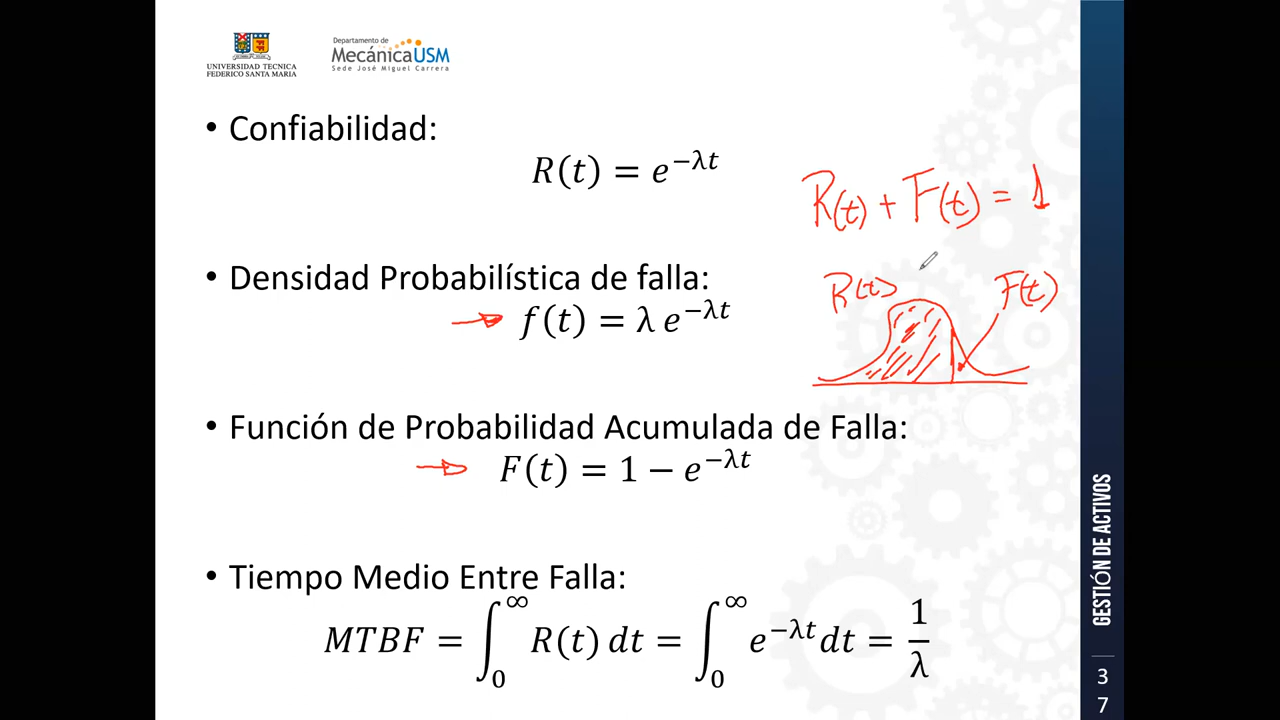 UNIVERSIDAD TECNICA
FEDERICO SANTA MARIA
Departamento de
MecánicaUSM
Sede José Miguel Carrera
• Confiabilidad:
R(t) = e^{−λt}
R(t) + F(t) = 1
• Densidad Probabilística de falla:
f(t) = λ e^{−λt}
R(t)
F(t)
• Función de Probabilidad Acumulada de Falla:
F(t) = 1 − e^{−λt}
• Tiempo Medio Entre Falla:
MTBF = ∫_0^∞ R(t) dt = ∫_0^∞ e^{−λt} dt = 1/λ
GESTIÓN DE ACTIVOS
3
7